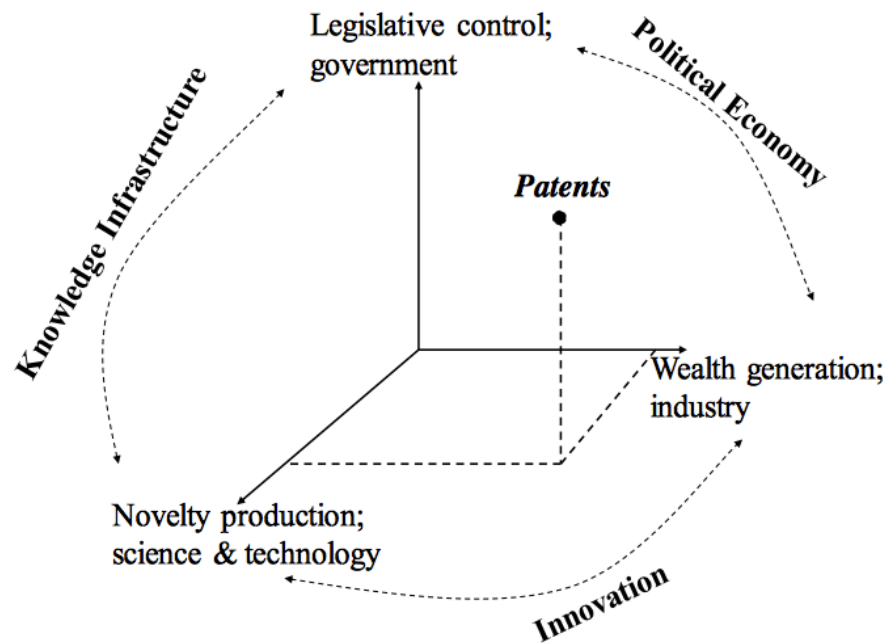 Legislative control;
government
Political Economy
Knowledge Infrastructure
Patents
Wealth generation;
industry
Novelty production;
science & technology
Innovation